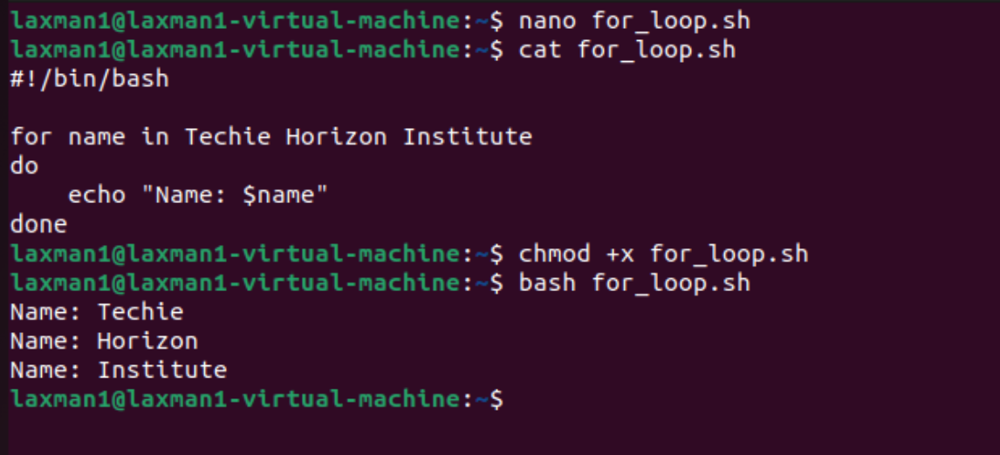 laxman1@laxman1-virtual-machine:~$ nano for_loop.sh
laxman1@laxman1-virtual-machine:~$ cat for_loop.sh
#!/bin/bash

for name in Techie Horizon Institute
do
    echo "Name: $name"
done
laxman1@laxman1-virtual-machine:~$ chmod +x for_loop.sh
laxman1@laxman1-virtual-machine:~$ bash for_loop.sh
Name: Techie
Name: Horizon
Name: Institute
laxman1@laxman1-virtual-machine:~$